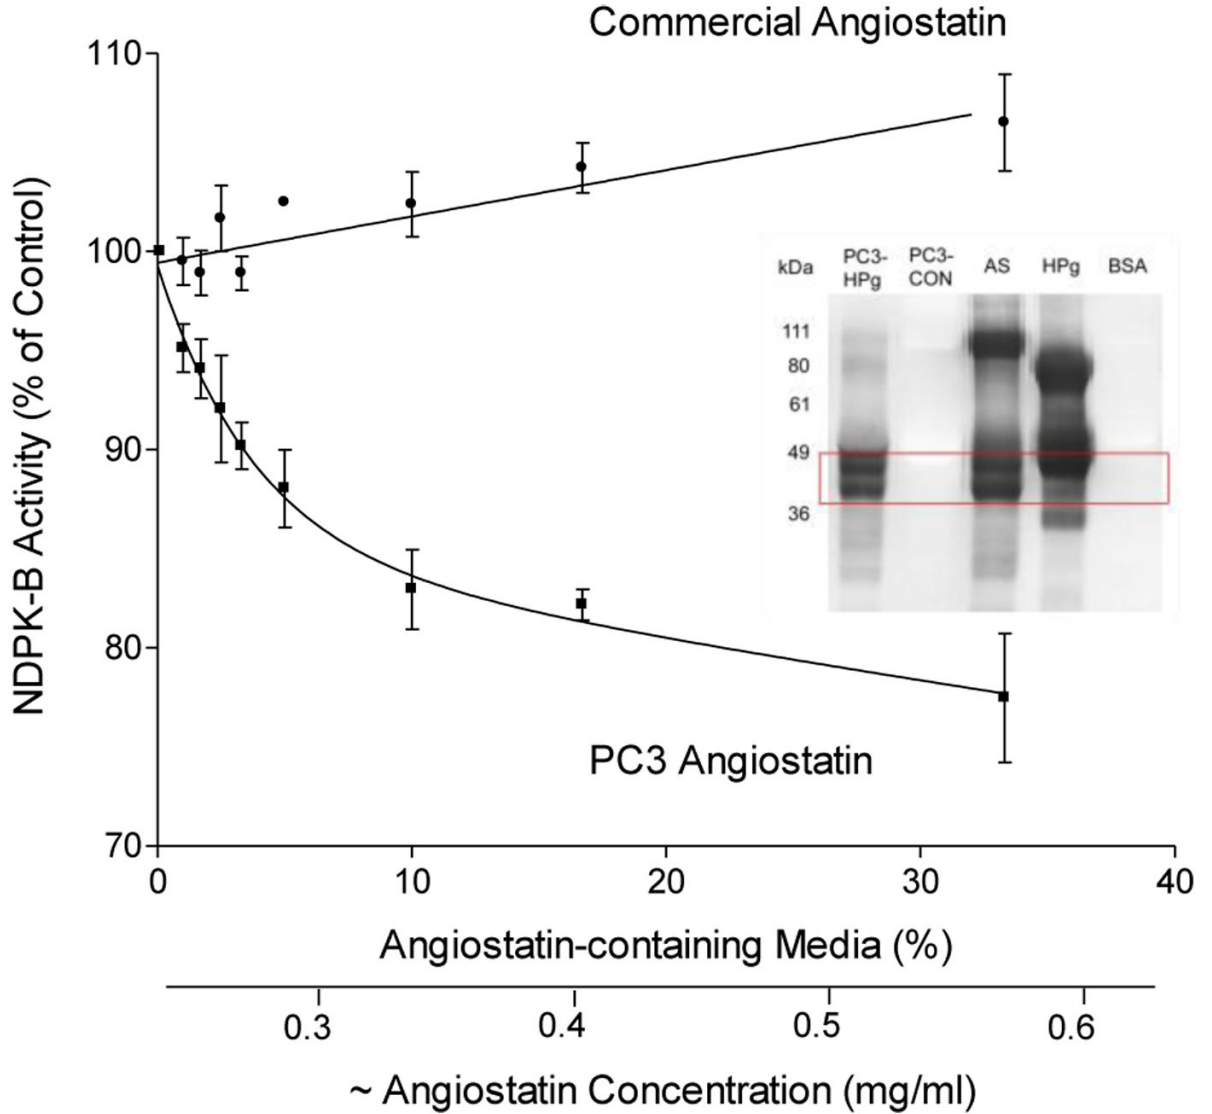 Commercial Angiostatin
110
100
90
80
70
NDPK-B Activity (% of Control)
kDa PC3-HPg PC3-CON AS HPg BSA
111
80
61
49
36
PC3 Angiostatin
0 10 20 30 40
Angiostatin-containing Media (%)
0.3 0.4 0.5 0.6
~ Angiostatin Concentration (mg/ml)